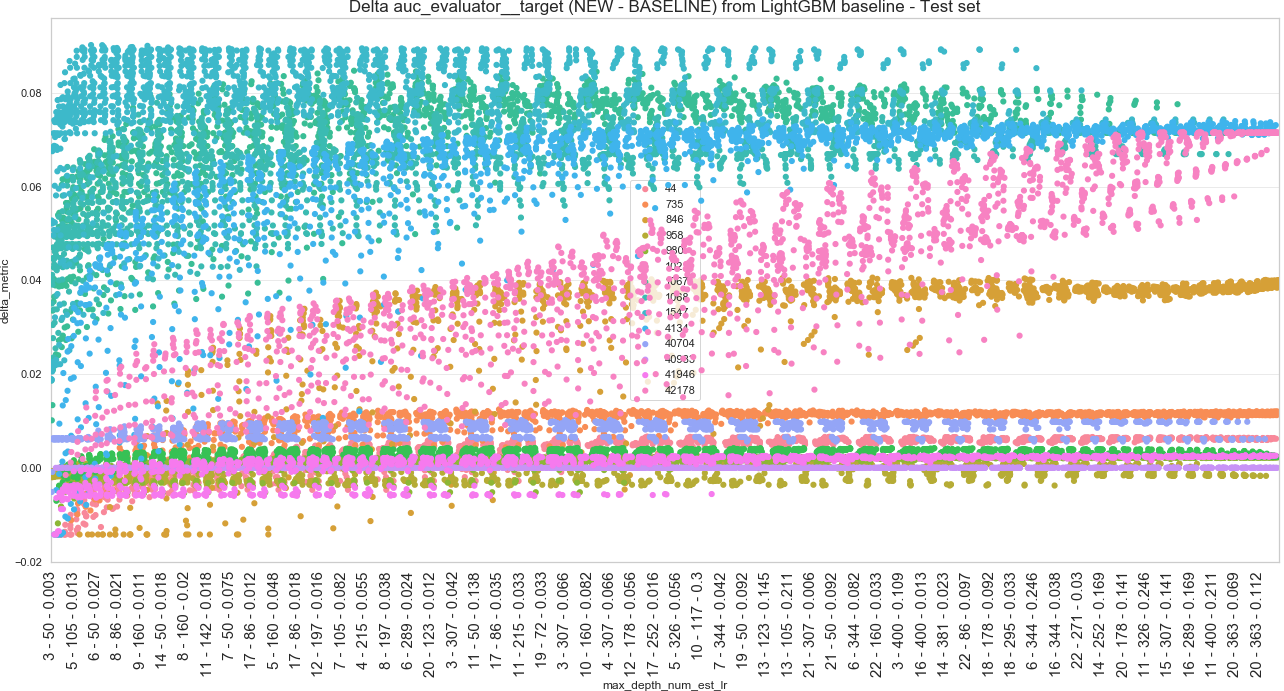 Delta auc_evaluator__target (NEW - BASELINE) from LightGBM baseline - Test set
delta_metric
0.08
0.06
0.04
0.02
0.00
−0.02
44
735
846
958
980
1067
1068
1547
4134
40704
40983
41946
42178
3 - 50 - 0.003
5 - 105 - 0.013
6 - 50 - 0.027
8 - 86 - 0.021
9 - 160 - 0.011
14 - 50 - 0.018
8 - 160 - 0.02
11 - 142 - 0.018
7 - 50 - 0.075
17 - 86 - 0.012
5 - 160 - 0.048
17 - 86 - 0.018
12 - 197 - 0.016
7 - 105 - 0.082
4 - 215 - 0.055
8 - 197 - 0.038
6 - 289 - 0.024
20 - 123 - 0.012
3 - 307 - 0.042
11 - 50 - 0.138
17 - 86 - 0.035
11 - 215 - 0.033
19 - 72 - 0.033
3 - 307 - 0.066
10 - 160 - 0.082
4 - 307 - 0.066
12 - 178 - 0.056
17 - 252 - 0.016
5 - 326 - 0.056
10 - 1117 - 0.3
7 - 344 - 0.042
19 - 50 - 0.092
13 - 123 - 0.145
13 - 105 - 0.211
21 - 307 - 0.006
21 - 50 - 0.092
6 - 344 - 0.082
22 - 160 - 0.033
3 - 400 - 0.109
16 - 400 - 0.013
14 - 381 - 0.023
22 - 86 - 0.097
18 - 178 - 0.092
18 - 295 - 0.033
6 - 344 - 0.246
16 - 344 - 0.038
22 - 271 - 0.03
14 - 252 - 0.169
20 - 178 - 0.141
11 - 326 - 0.246
15 - 307 - 0.141
16 - 289 - 0.169
11 - 400 - 0.211
20 - 363 - 0.069
20 - 363 - 0.112
max_depth_num_est_lr